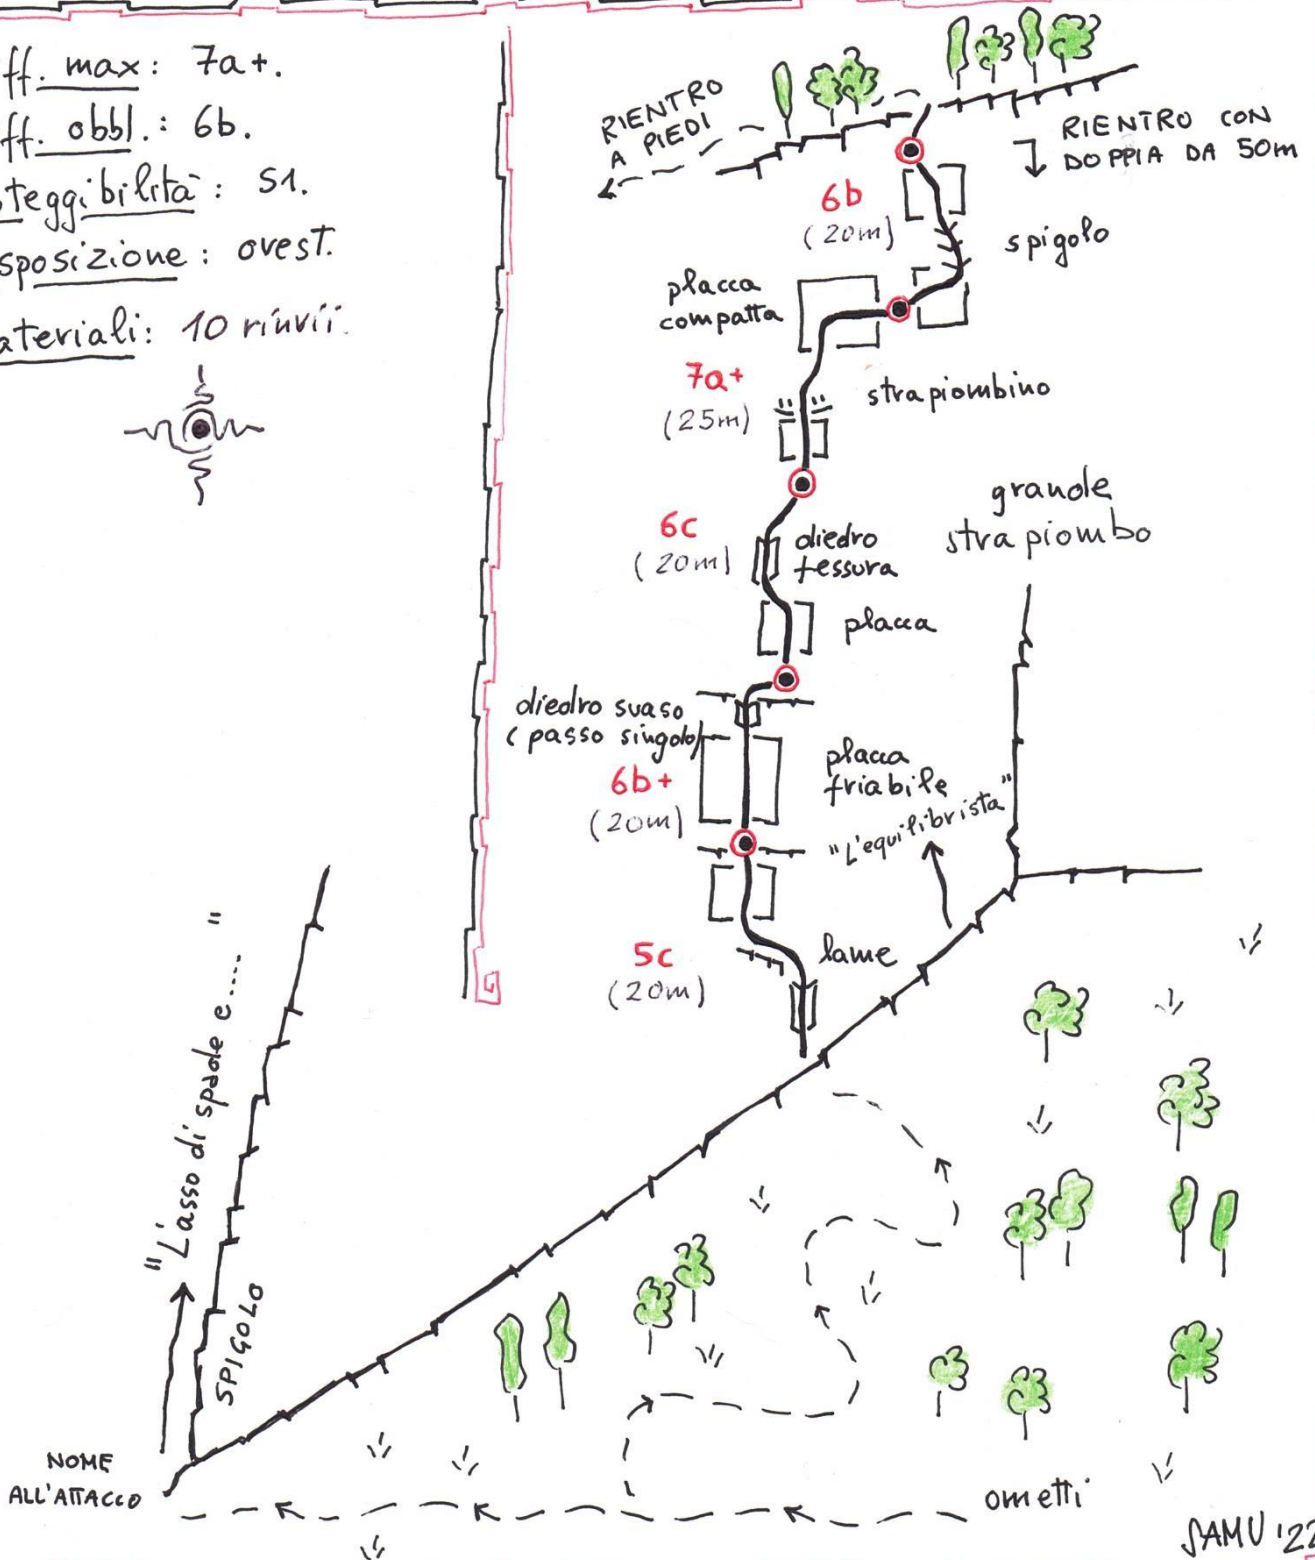 ff. max: 7a+.
ff. obbl.: 6b.
teggibilità: S1.
sposizione: ovest.
ateriali: 10 rinvii.
RIENTRO
A PIEDI
RIENTRO CON
DOPPIA DA 50m
6b
(20m)
spigolo
placca
compatta
7a+
(25m)
strapiombino
grande
strapiombo
6c
(20m)
diedro
fessura
placca
diedro svaso
(passo singolo)
6b+
(20m)
placca
friabile
"L'equilibrista"
5c
(20m)
lame
"L'asso di spade e....."
SPIGOLO
NOME
ALL'ATTACCO
ometti
SAMU '22